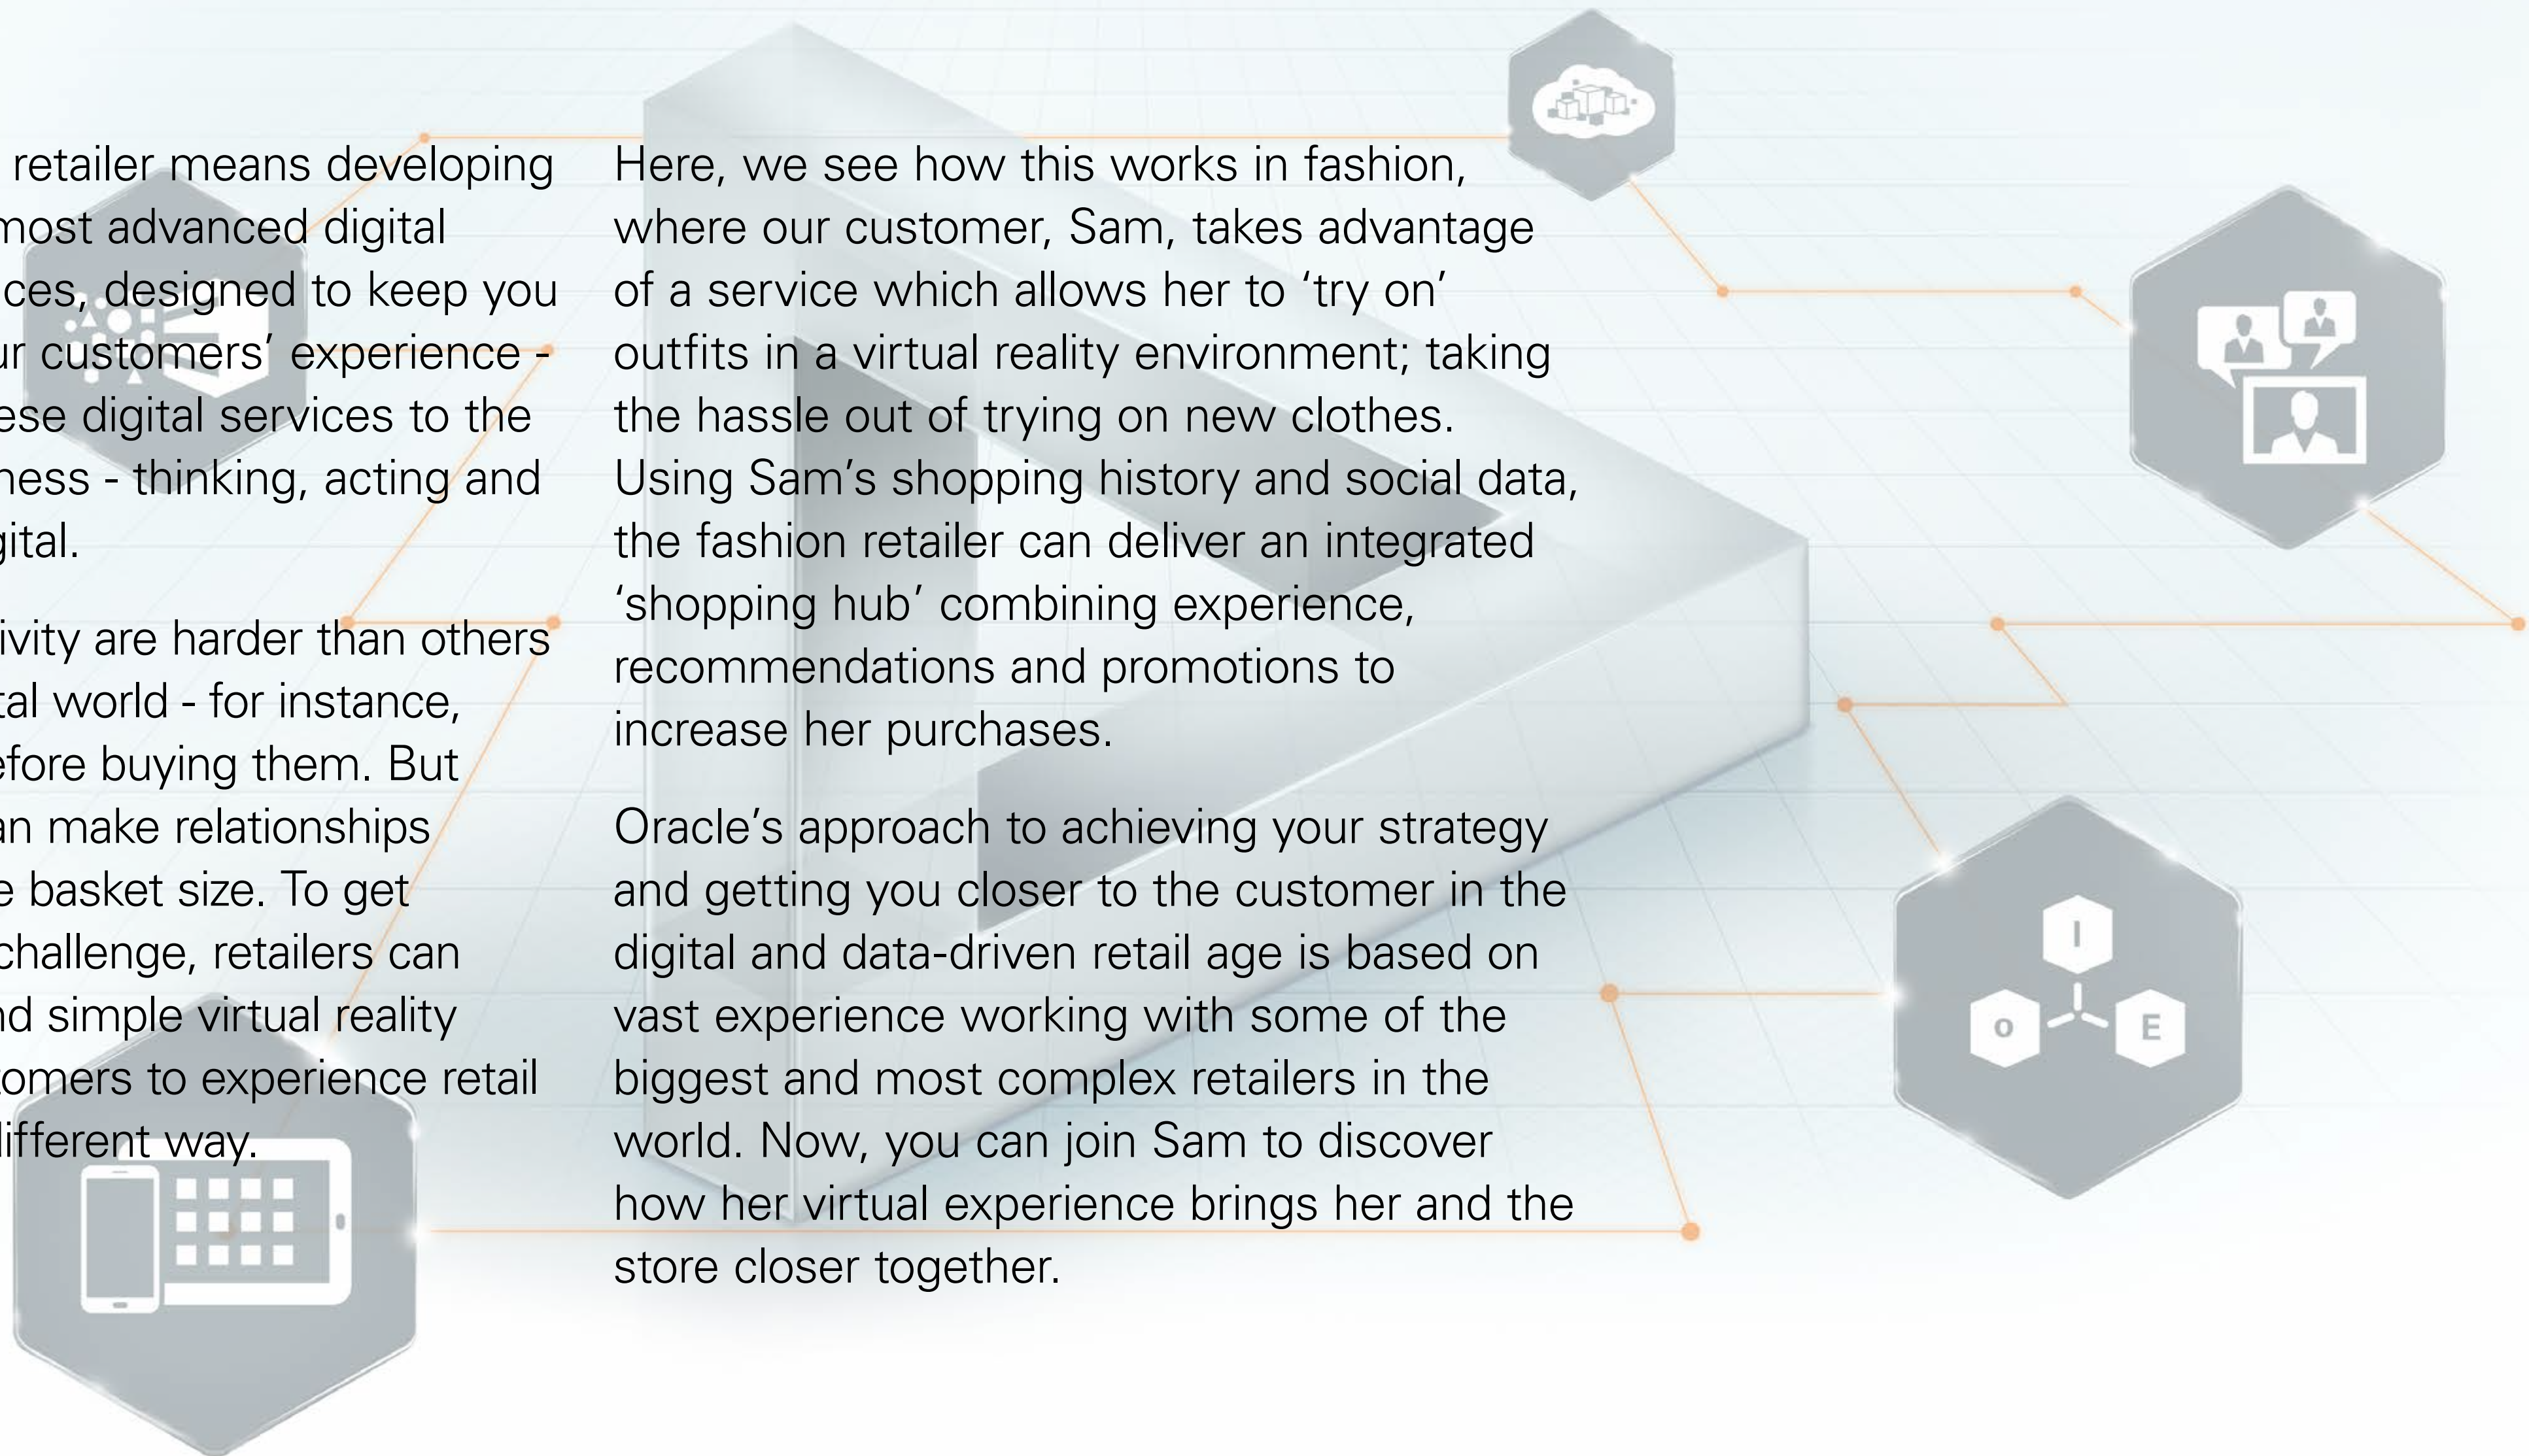 retailer means developing
most advanced digital
ces, designed to keep you
ur customers’ experience -
ese digital services to the
ness - thinking, acting and
gital.
ivity are harder than others
tal world - for instance,
efore buying them. But
an make relationships
e basket size. To get
challenge, retailers can
nd simple virtual reality
tomers to experience retail
different way.
Here, we see how this works in fashion,
where our customer, Sam, takes advantage
of a service which allows her to ‘try on’
outfits in a virtual reality environment; taking
the hassle out of trying on new clothes.
Using Sam’s shopping history and social data,
the fashion retailer can deliver an integrated
‘shopping hub’ combining experience,
recommendations and promotions to
increase her purchases.
Oracle’s approach to achieving your strategy
and getting you closer to the customer in the
digital and data-driven retail age is based on
vast experience working with some of the
biggest and most complex retailers in the
world. Now, you can join Sam to discover
how her virtual experience brings her and the
store closer together.
I
o E